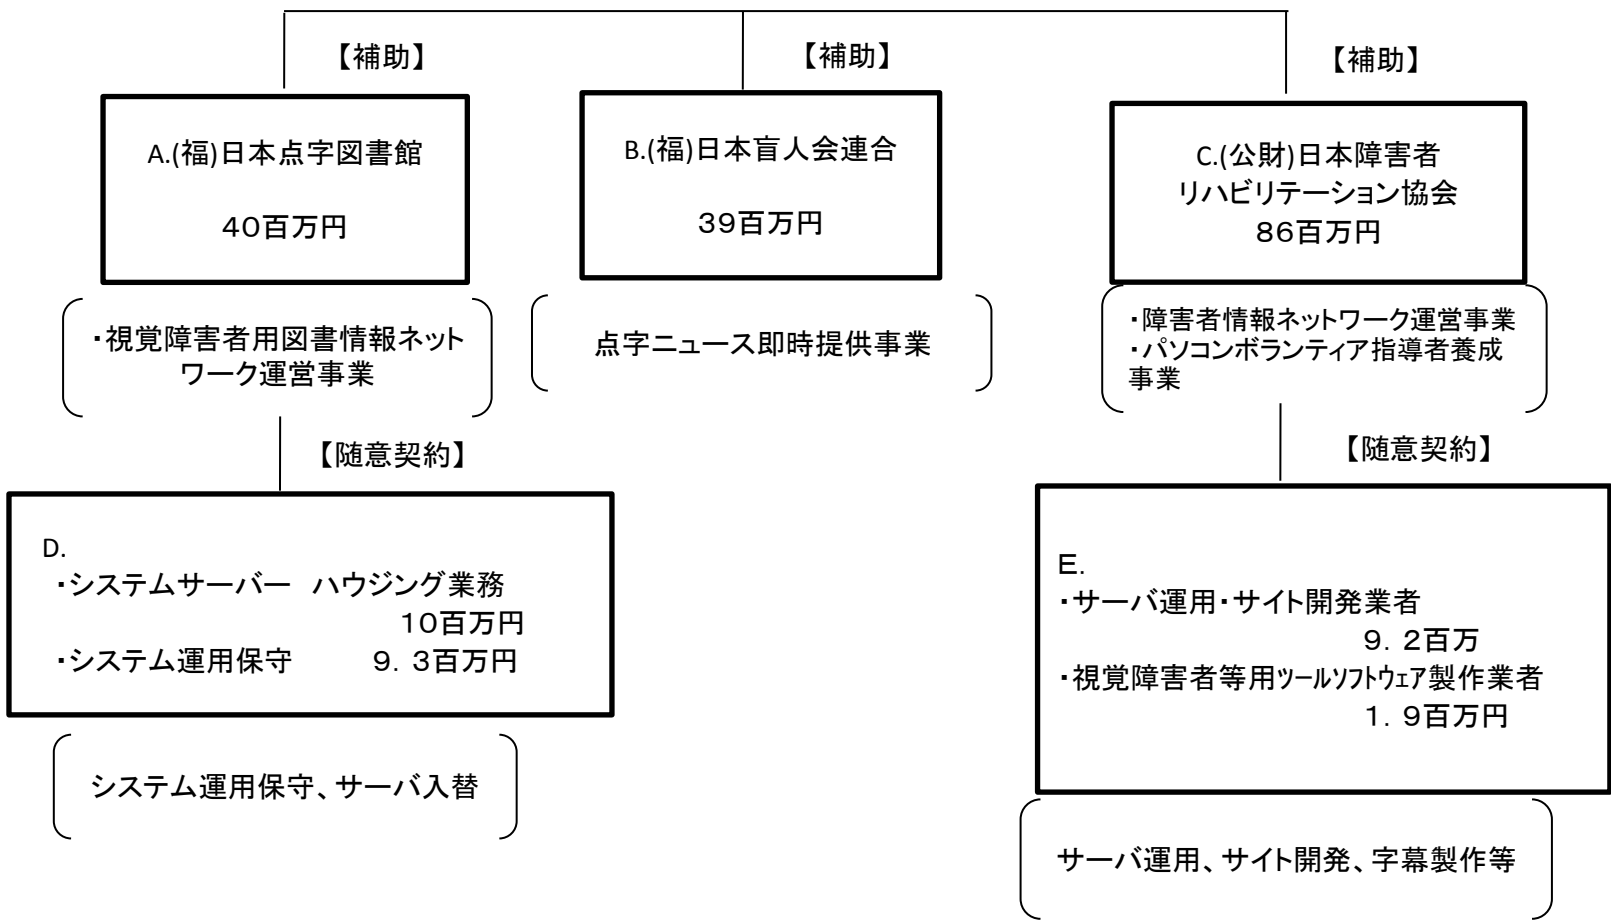 【補助】
【補助】
【補助】
A.(福)日本点字図書館
40百万円
B.(福)日本盲人会連合
39百万円
C.(公財)日本障害者
リハビリテーション協会
86百万円
・視覚障害者用図書情報ネット
ワーク運営事業
点字ニュース即時提供事業
・障害者情報ネットワーク運営事業
・パソコンボランティア指導者養成
事業
【随意契約】
【随意契約】
D.
・システムサーバー　ハウジング業務
10百万円
・システム運用保守　　　9．3百万円
E.
・サーバ運用・サイト開発業者
9．2百万
・視覚障害者等用ツールソフトウェア製作業者
1．9百万円
システム運用保守、サーバ入替
サーバ運用、サイト開発、字幕製作等